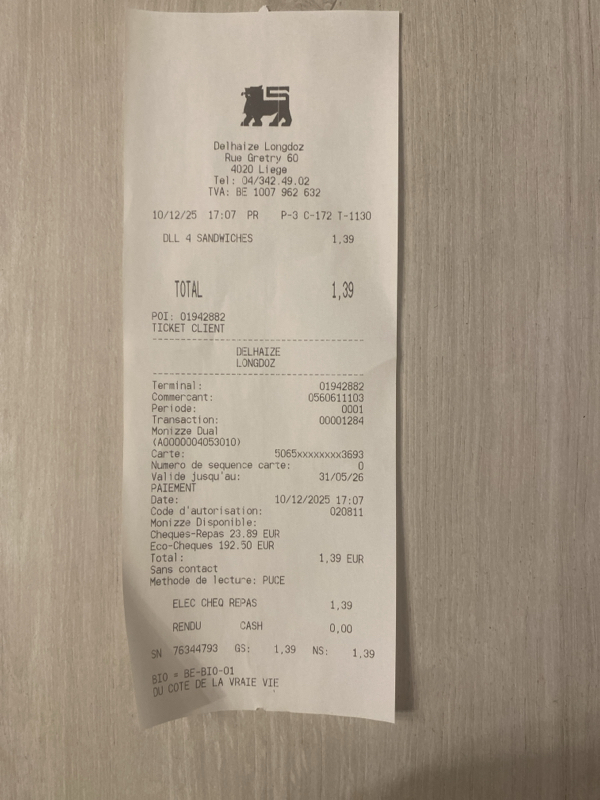 Delhaize Longdoz
Rue Gretry 60
4020 Liege
Tel: 04/342.49.02
TVA: BE 1007 962 632
10/12/25 17:07 PR P-3 C-172 T-1130
DLL 4 SANDWICHES 1,39
TOTAL 1,39
POI: 01942882
TICKET CLIENT
DELHAIZE
LONGDOZ
Terminal: 01942882
Commercant: 0560611103
Periode: 0001
Transaction: 00001284
Monizze Dual
(A0000004053010)
Carte: 5065xxxxxxxx3693
Numero de sequence carte: 0
Valide jusqu'au: 31/05/26
PAIEMENT
Date: 10/12/2025 17:07
Code d'autorisation: 020811
Monizze Disponible:
Cheques-Repas 23.89 EUR
Eco-Cheques 192.50 EUR
Total: 1,39 EUR
Sans contact
Methode de lecture: PUCE
ELEC CHEQ REPAS 1,39
RENDU CASH 0,00
SN 76344793 GS: 1,39 NS: 1,39
BIO = BE-BIO-01
DU COTE DE LA VRAIE VIE